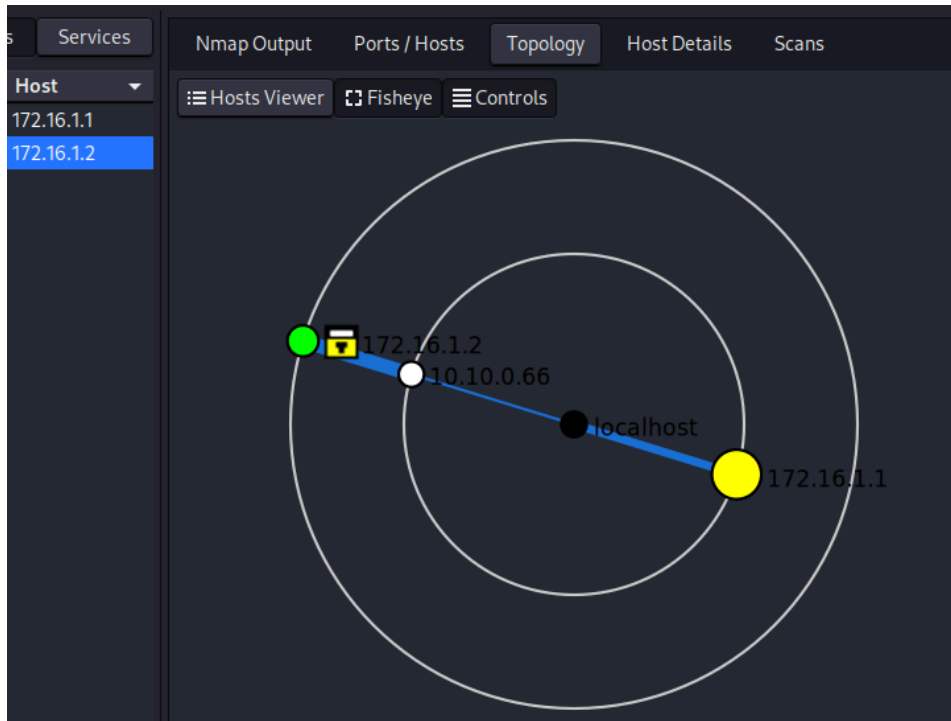 s Services
Host
172.16.1.1
172.16.1.2
Nmap Output Ports / Hosts Topology Host Details Scans
Hosts Viewer Fisheye Controls
172.16.1.2
10.10.0.66
localhost
172.16.1.1